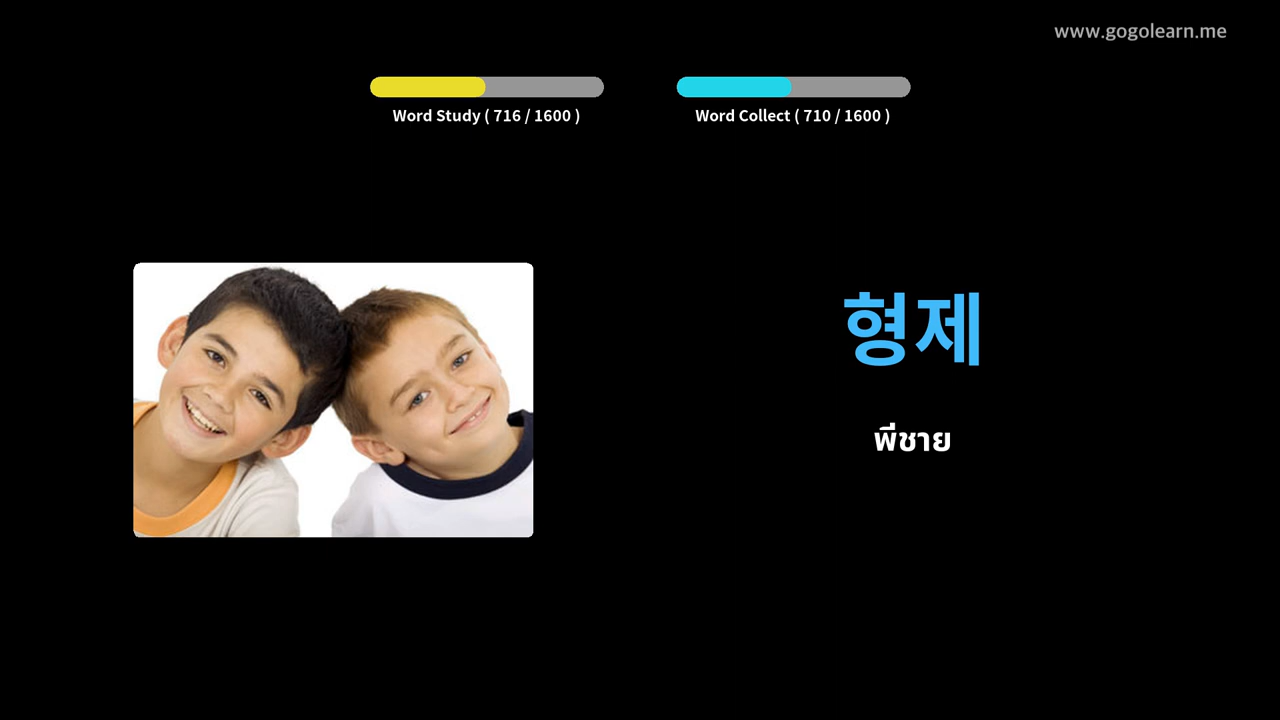 www.gogolearn.me
Word Study ( 716 / 1600 )
Word Collect ( 710 / 1600 )
형제
พี่ชาย